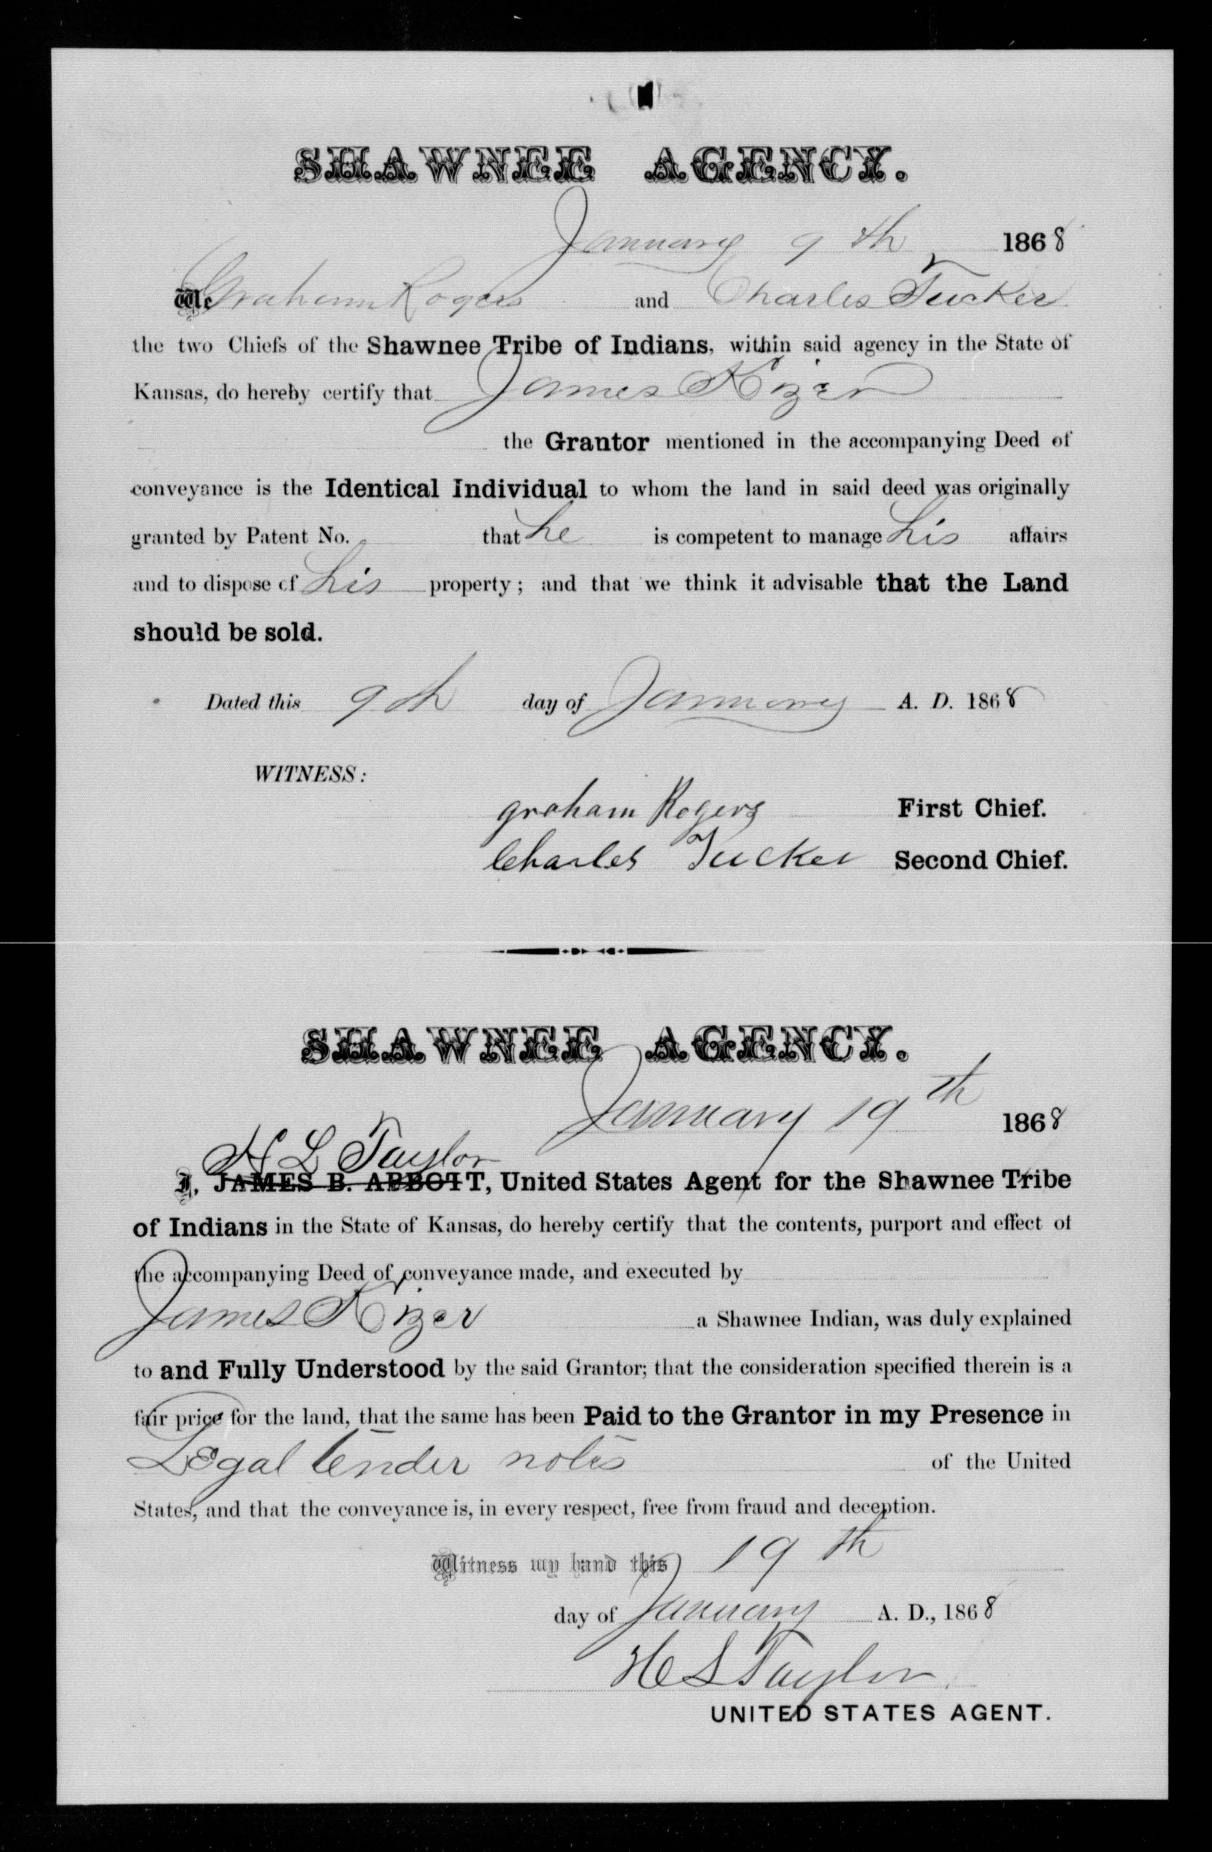 SHAWNEE AGENCY.
January 9th 1868
We Graham Rogers and Charles Tucker
the two Chiefs of the Shawnee Tribe of Indians, within said agency in the State of
Kansas, do hereby certify that James Kizer
the Grantor mentioned in the accompanying Deed of
conveyance is the Identical Individual to whom the land in said deed was originally
granted by Patent No. that he is competent to manage his affairs
and to dispose of his property; and that we think it advisable that the Land
should be sold.
Dated this 9th day of January A. D. 1868
WITNESS:
graham Rogers First Chief.
Charles Tucker Second Chief.
SHAWNEE AGENCY.
January 19th 1868
H L Taylor
I, JAMES B. ABBOTT, United States Agent for the Shawnee Tribe
of Indians in the State of Kansas, do hereby certify that the contents, purport and effect of
the accompanying Deed of conveyance made, and executed by
James Kizer a Shawnee Indian, was duly explained
to and Fully Understood by the said Grantor; that the consideration specified therein is a
fair price for the land, that the same has been Paid to the Grantor in my Presence in
Legal tender notes of the United
States, and that the conveyance is, in every respect, free from fraud and deception.
Witness my hand this 19th
day of January A. D., 1868
H L Taylor
UNITED STATES AGENT.